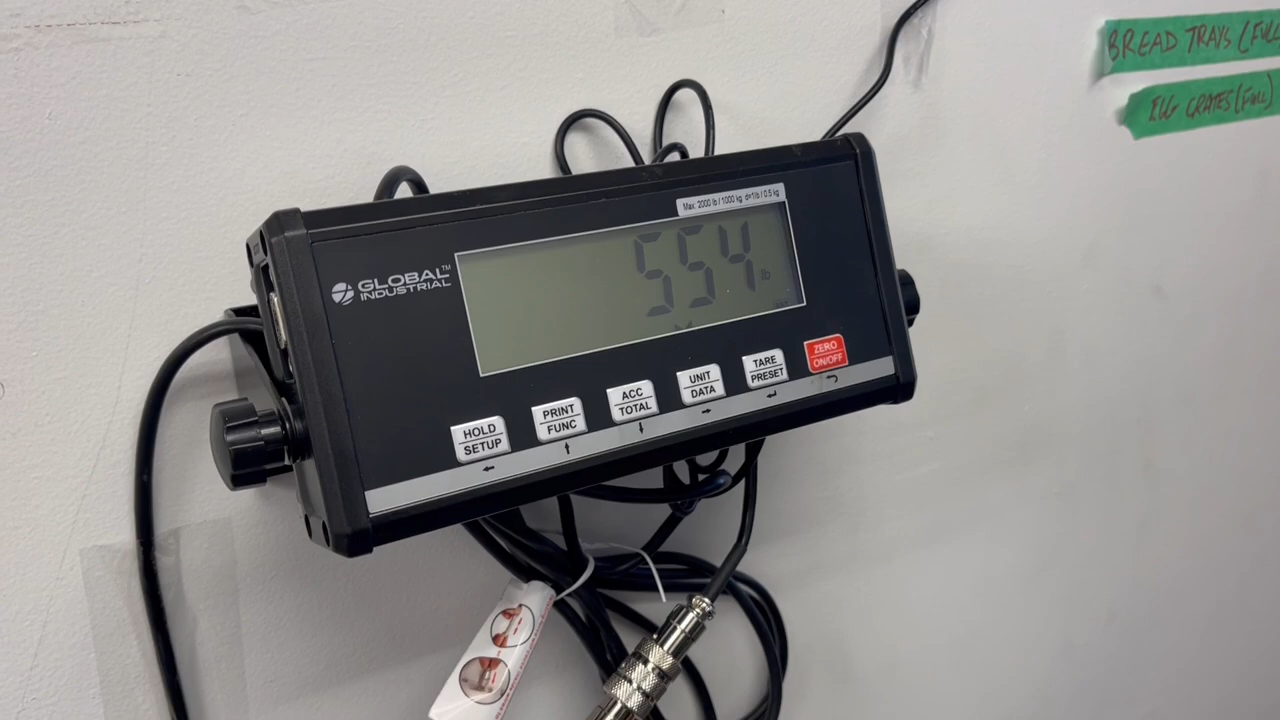 BREAD TRAYS (FULL
EGG CRATES (FULL)
Max: 2000 lb / 1000 kg d=1lb / 0.5 kg
GLOBAL™
INDUSTRIAL
554 lb
HOLD
SETUP
PRINT
FUNC
ACC
TOTAL
UNIT
DATA
TARE
PRESET
ZERO
ON/OFF